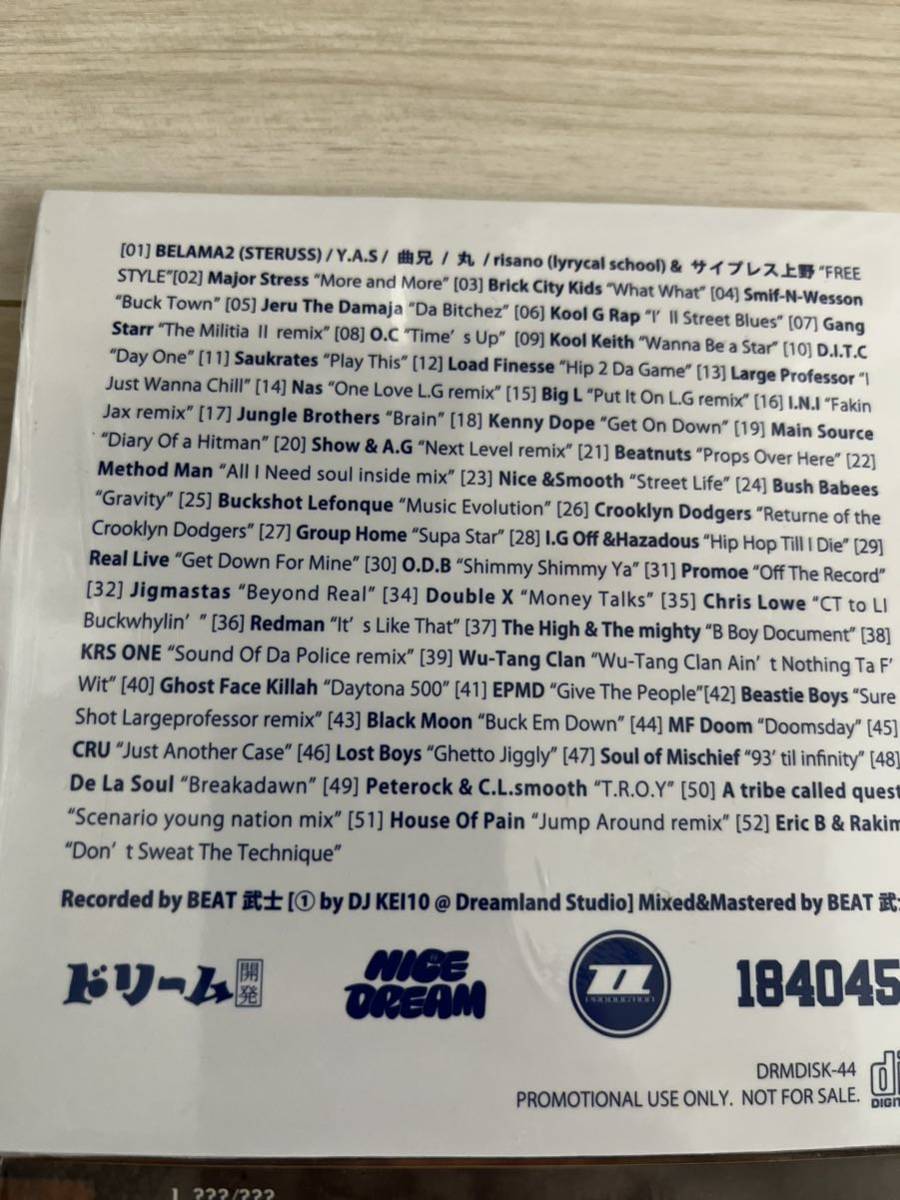 [01] BELAMA2 (STERUSS) / Y.A.S / 曲兄 / 丸 / risano (lyrycal school) & サイプレス上野 “FREE
STYLE”[02] Major Stress “More and More” [03] Brick City Kids “What What” [04] Smif-N-Wesson
“Buck Town” [05] Jeru The Damaja “Da Bitchez” [06] Kool G Rap “I’ ll Street Blues” [07] Gang
Starr “The Militia II remix” [08] O.C “Time’ s Up” [09] Kool Keith “Wanna Be a Star” [10] D.I.T.C
“Day One” [11] Saukrates “Play This” [12] Load Finesse “Hip 2 Da Game” [13] Large Professor “I
Just Wanna Chill” [14] Nas “One Love L.G remix” [15] Big L “Put It On L.G remix” [16] I.N.I “Fakin
Jax remix” [17] Jungle Brothers “Brain” [18] Kenny Dope “Get On Down” [19] Main Source
“Diary Of a Hitman” [20] Show & A.G “Next Level remix” [21] Beatnuts “Props Over Here” [22]
Method Man “All I Need soul inside mix” [23] Nice &Smooth “Street Life” [24] Bush Babees
“Gravity” [25] Buckshot Lefonque “Music Evolution” [26] Crooklyn Dodgers “Returne of the
Crooklyn Dodgers” [27] Group Home “Supa Star” [28] I.G Off &Hazadous “Hip Hop Till I Die” [29]
Real Live “Get Down For Mine” [30] O.D.B “Shimmy Shimmy Ya” [31] Promoe “Off The Record”
[32] Jigmastas “Beyond Real” [34] Double X “Money Talks” [35] Chris Lowe “CT to LI
Buckwhylin’ ” [36] Redman “It’ s Like That” [37] The High & The mighty “B Boy Document” [38]
KRS ONE “Sound Of Da Police remix” [39] Wu-Tang Clan “Wu-Tang Clan Ain’ t Nothing Ta F’
Wit” [40] Ghost Face Killah “Daytona 500” [41] EPMD “Give The People”[42] Beastie Boys “Sure
Shot Largeprofessor remix” [43] Black Moon “Buck Em Down” [44] MF Doom “Doomsday” [45]
CRU “Just Another Case” [46] Lost Boys “Ghetto Jiggly” [47] Soul of Mischief “93’ til infinity” [48]
De La Soul “Breakadawn” [49] Peterock & C.L.smooth “T.R.O.Y” [50] A tribe called quest
“Scenario young nation mix” [51] House Of Pain “Jump Around remix” [52] Eric B & Rakim
“Don’ t Sweat The Technique”
Recorded by BEAT 武士 [① by DJ KEI10 @ Dreamland Studio] Mixed&Mastered by BEAT 武士
ドリーム開発
NICE DREAM
PRODUCTION
184045
DRMDISK-44
PROMOTIONAL USE ONLY. NOT FOR SALE.
1 ???/???